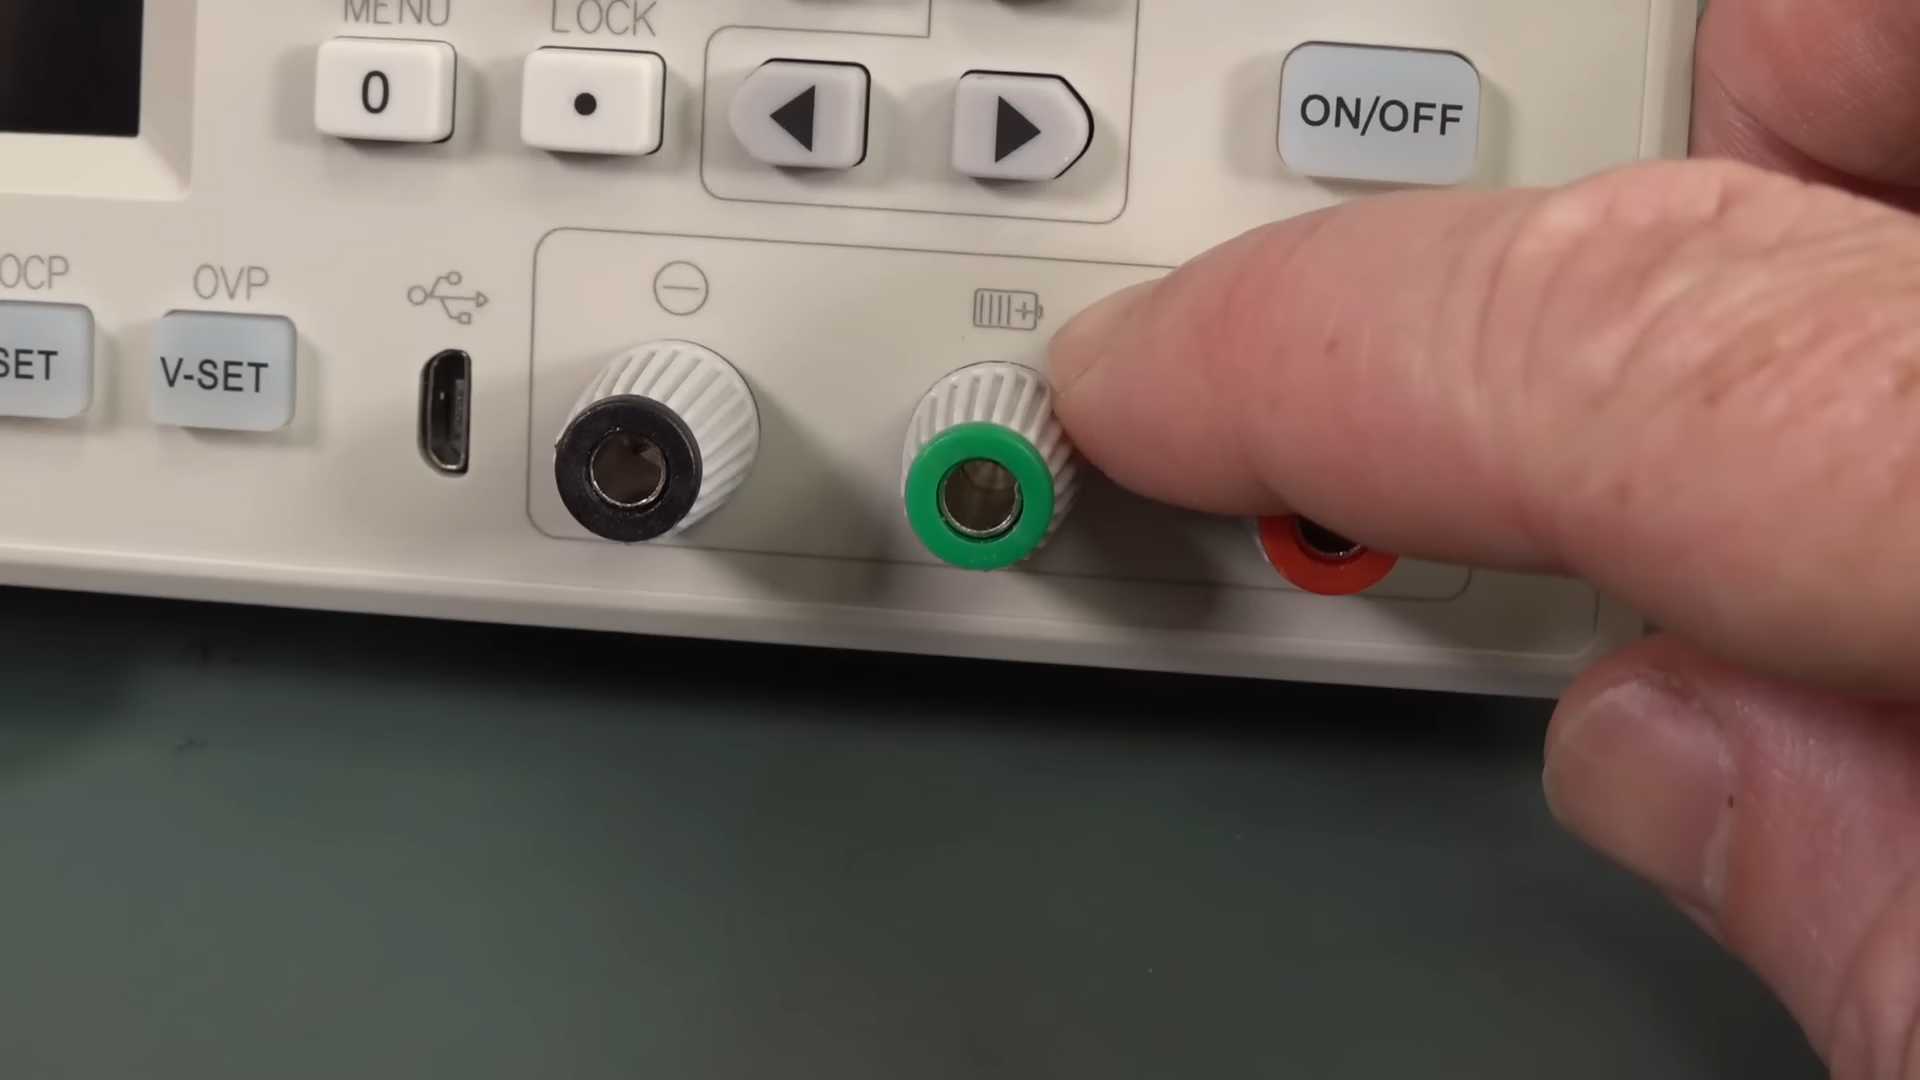 MENU
LOCK
0
ON/OFF
OCP
OVP
SET
V-SET